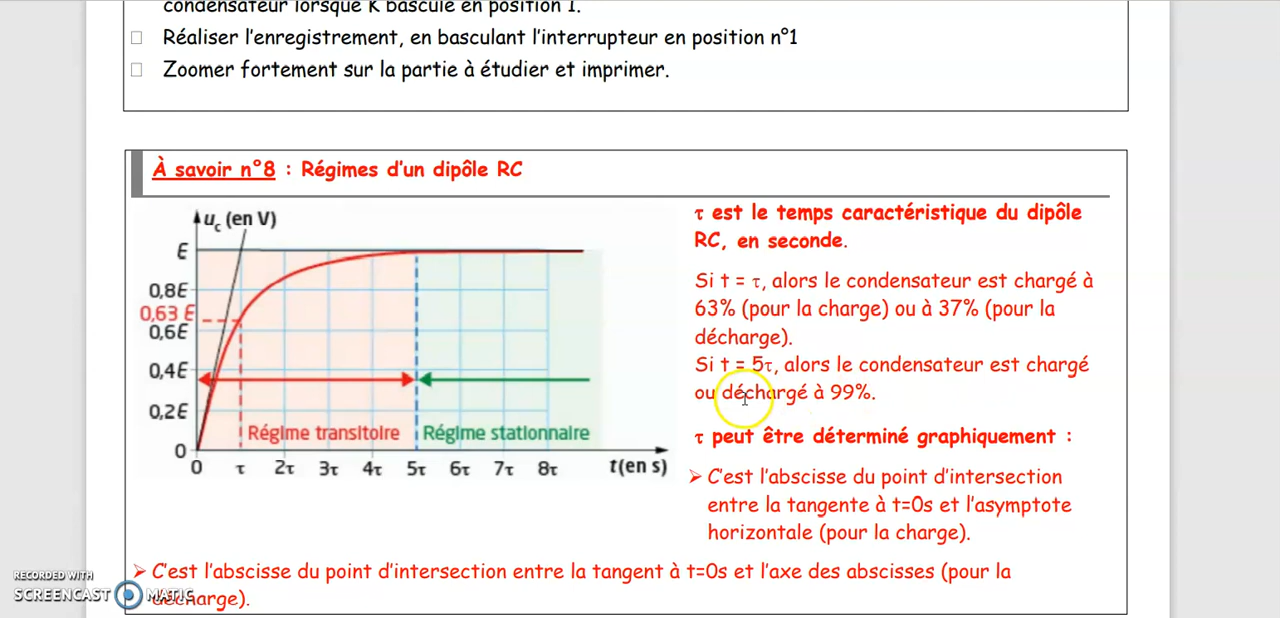 condensateur lorsque K bascule en position 1.
Réaliser l'enregistrement, en basculant l'interrupteur en position n°1
Zoomer fortement sur la partie à étudier et imprimer.
À savoir n°8 : Régimes d'un dipôle RC
u_c (en V)
E
0,8E
0,63 E
0,6E
0,4E
0,2E
0
Régime transitoire
Régime stationnaire
0 τ 2τ 3τ 4τ 5τ 6τ 7τ 8τ t(en s)
τ est le temps caractéristique du dipôle
RC, en seconde.
Si t = τ, alors le condensateur est chargé à
63% (pour la charge) ou à 37% (pour la
décharge).
Si t = 5τ, alors le condensateur est chargé
ou déchargé à 99%.
τ peut être déterminé graphiquement :
➢ C'est l'abscisse du point d'intersection
entre la tangente à t=0s et l'asymptote
horizontale (pour la charge).
➢ C'est l'abscisse du point d'intersection entre la tangent à t=0s et l'axe des abscisses (pour la
décharge).
RECORDED WITH
SCREENCAST MATIC